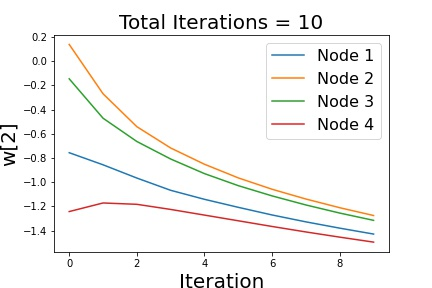 Total Iterations = 10
0.2
0.0
−0.2
−0.4
−0.6
−0.8
−1.0
−1.2
−1.4
w[2]
Node 1
Node 2
Node 3
Node 4
0 2 4 6 8
Iteration